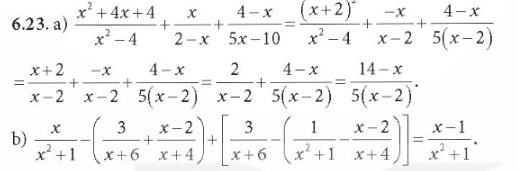 6.23. a) \frac{x^2+4x+4}{x^2-4}+\frac{x}{2-x}+\frac{4-x}{5x-10}=\frac{(x+2)^2}{x^2-4}+\frac{-x}{x-2}+\frac{4-x}{5(x-2)}
=\frac{x+2}{x-2}+\frac{-x}{x-2}+\frac{4-x}{5(x-2)}=\frac{2}{x-2}+\frac{4-x}{5(x-2)}=\frac{14-x}{5(x-2)}.
b) \frac{x}{x^2+1}-\left(\frac{3}{x+6}+\frac{x-2}{x+4}\right)+\left[\frac{3}{x+6}-\left(\frac{1}{x^2+1}-\frac{x-2}{x+4}\right)\right]=\frac{x-1}{x^2+1}.